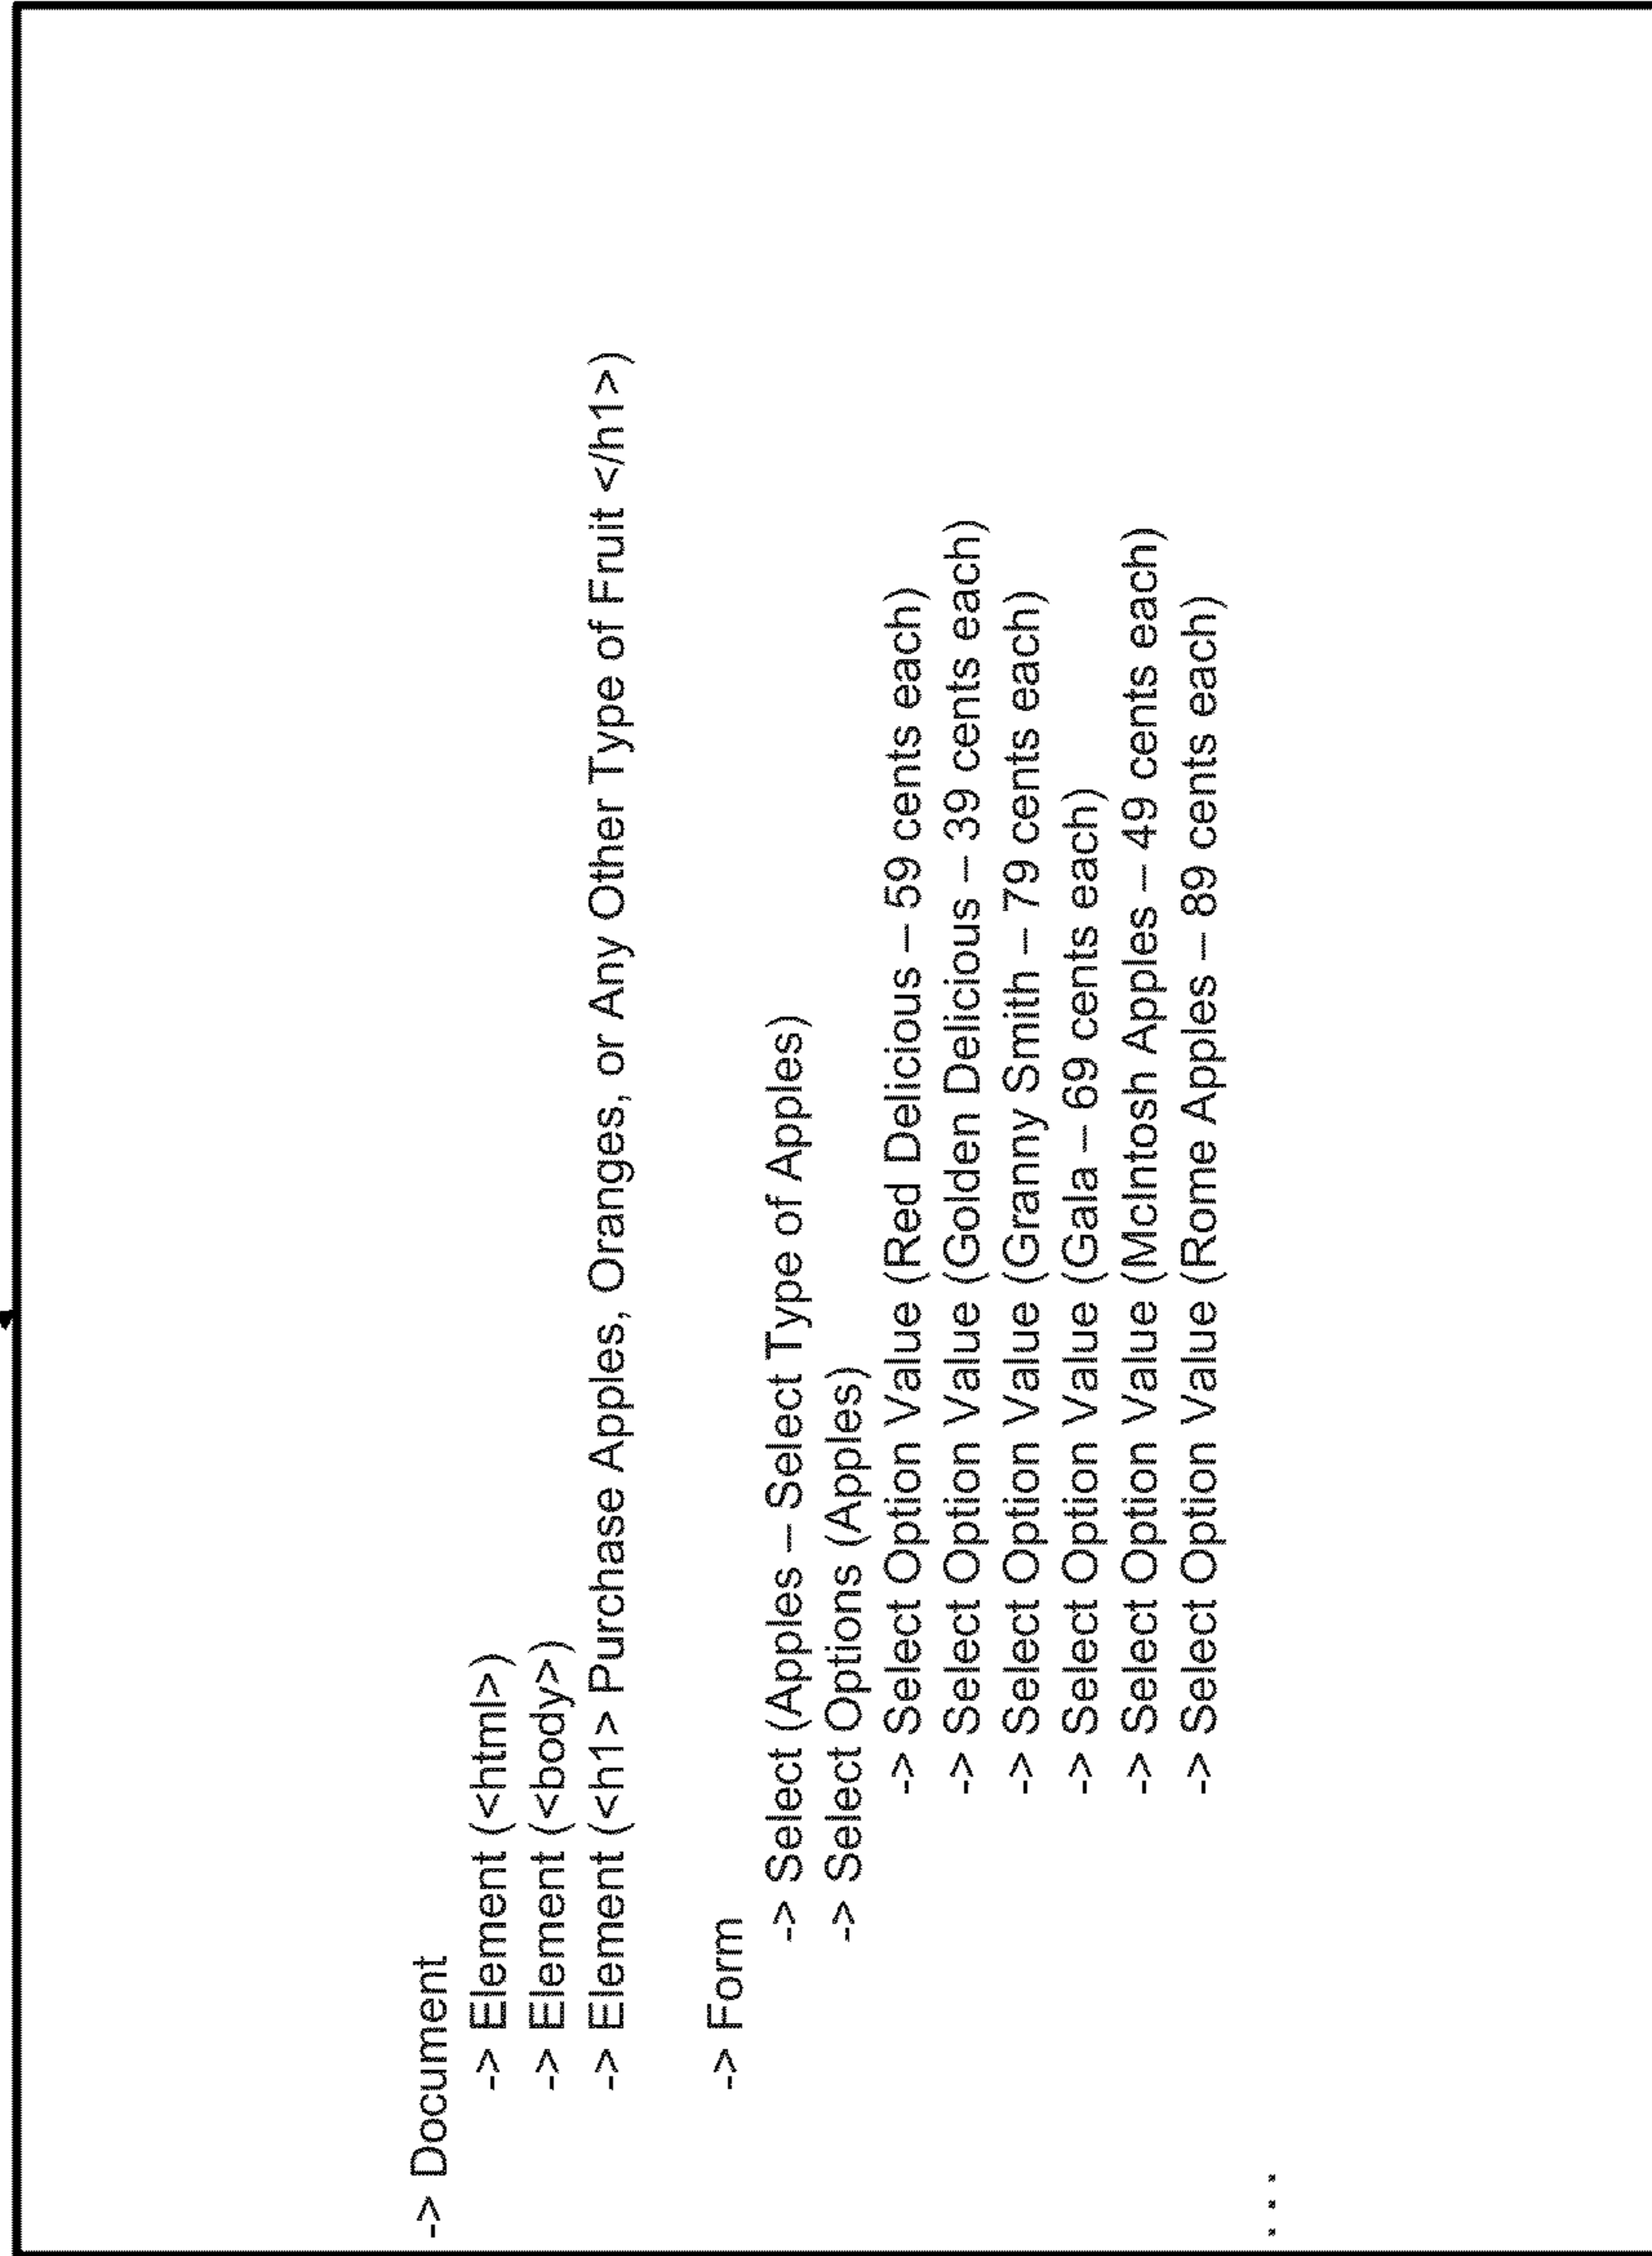 -> Document
-> Element (<html>)
-> Element (<body>)
-> Element (<h1> Purchase Apples, Oranges, or Any Other Type of Fruit </h1>)
-> Form
-> Select (Apples – Select Type of Apples)
-> Select Options (Apples)
-> Select Option Value (Red Delicious – 59 cents each)
-> Select Option Value (Golden Delicious – 39 cents each)
-> Select Option Value (Granny Smith – 79 cents each)
-> Select Option Value (Gala – 69 cents each)
-> Select Option Value (McIntosh Apples – 49 cents each)
-> Select Option Value (Rome Apples – 89 cents each)
...